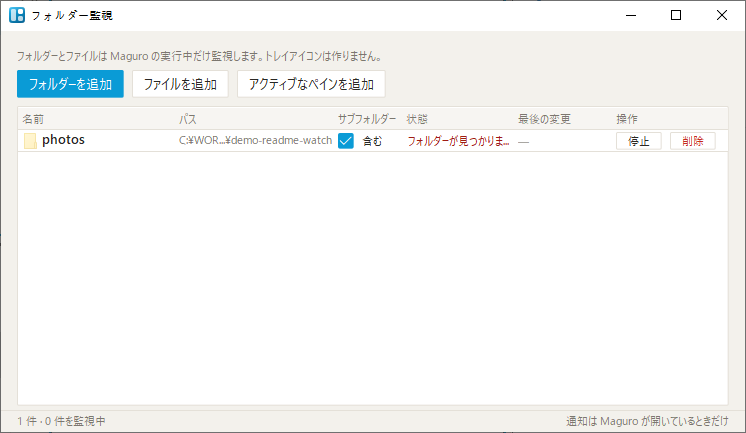 フォルダー監視
フォルダーとファイルは Maguro の実行中だけ監視します。トレイアイコンは作りません。
フォルダーを追加 ファイルを追加 アクティブなペインを追加
名前 パス サブフォルダー 状態 最後の変更 操作
photos C:¥WOR...¥demo-readme-watch 含む フォルダーが見つかりま... — 停止 削除
1 件 · 0 件を監視中 通知は Maguro が開いているときだけ